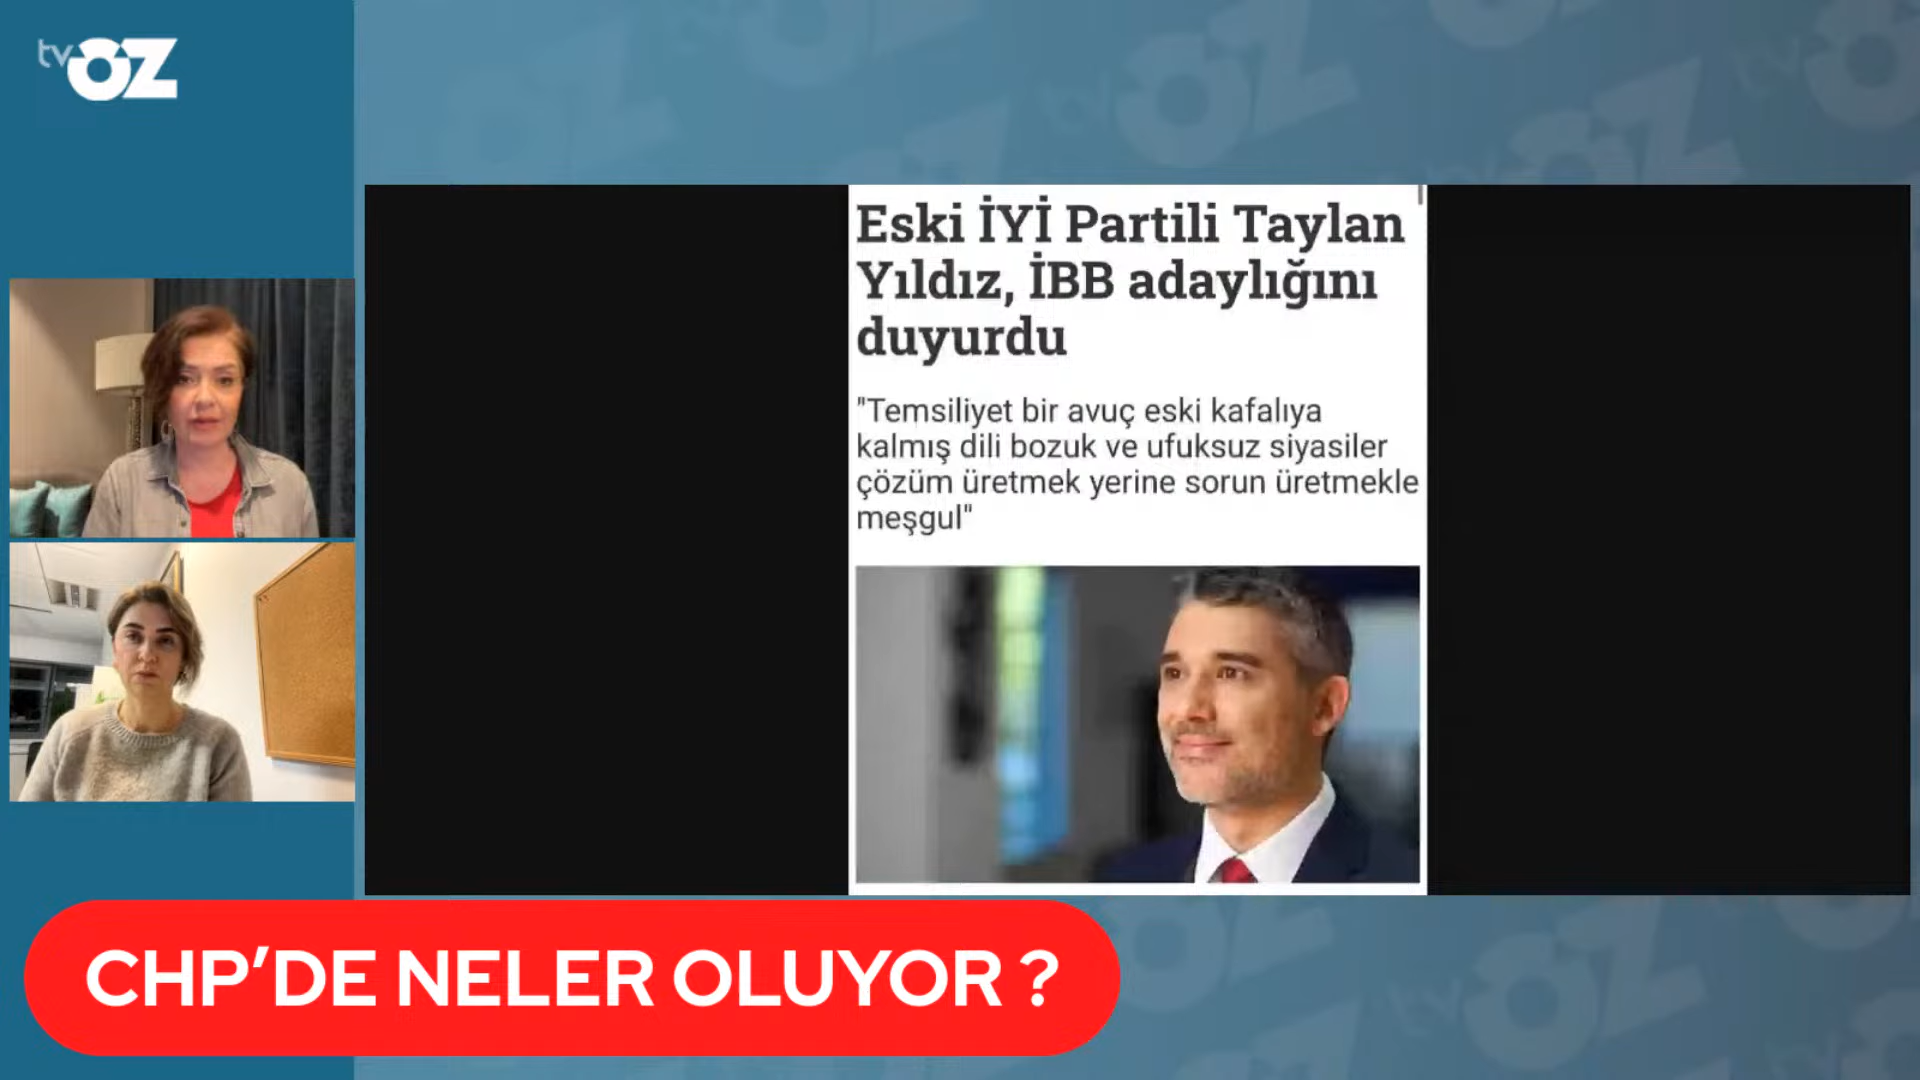 tvOZ
Eski İYİ Partili Taylan
Yıldız, İBB adaylığını
duyurdu
"Temsiliyet bir avuç eski kafalıya
kalmış dili bozuk ve ufuksuz siyasiler
çözüm üretmek yerine sorun üretmekle
meşgul"
CHP'DE NELER OLUYOR ?